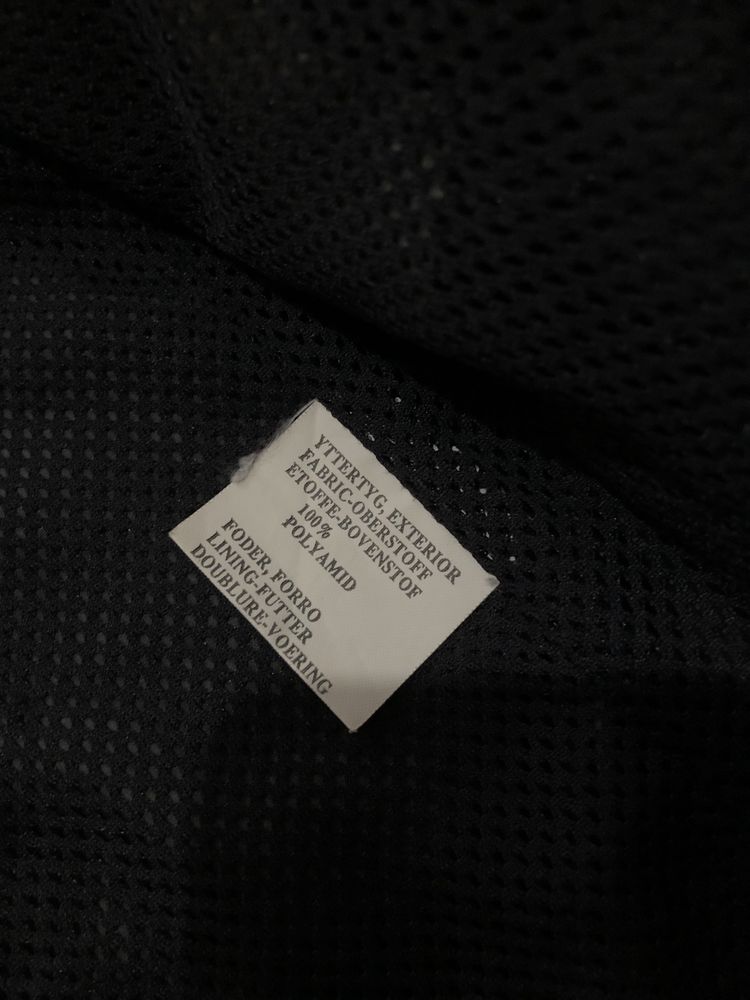 YTTERTYG, EXTERIOR
FABRIC-OBERSTOFF
ETOFFE-BOVENSTOF
100%
POLYAMID
FODER, FORRO
LINING-FUTTER
DOUBLURE-VOERING